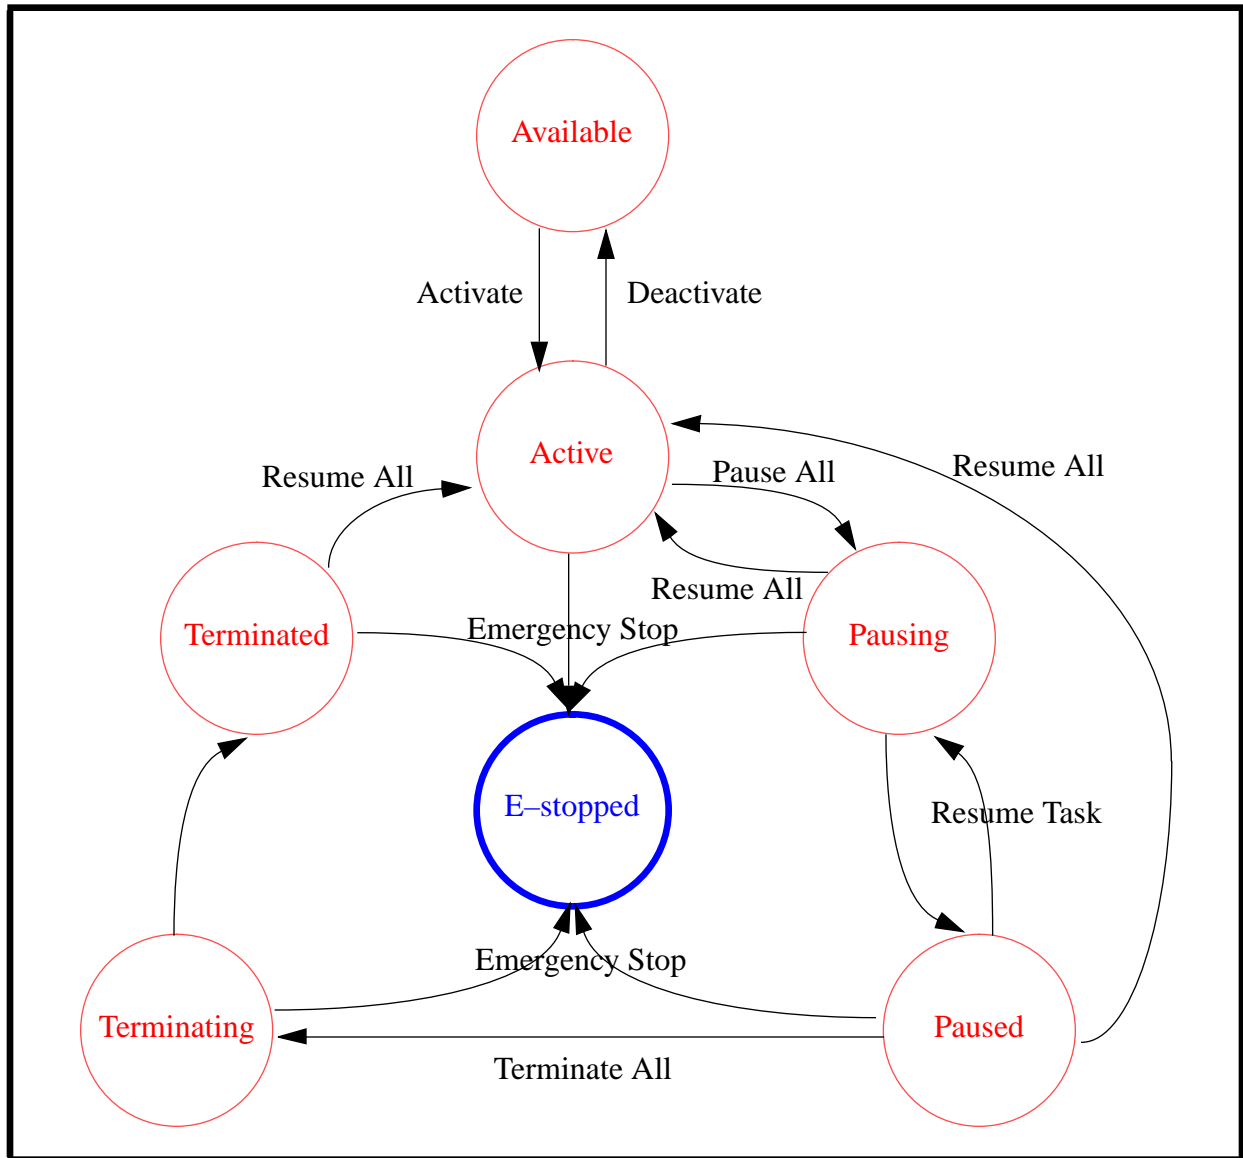 Available
Activate
Deactivate
Active
Resume All
Pause All
Resume All
Resume All
Terminated
Emergency Stop
Pausing
E–stopped
Resume Task
Emergency Stop
Terminating
Paused
Terminate All